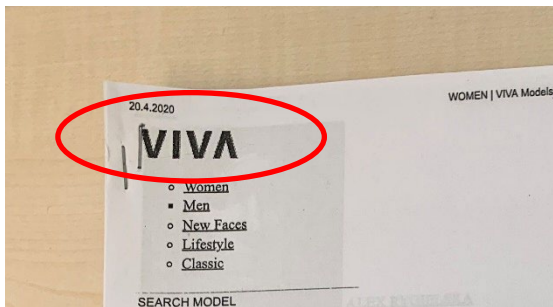 20.4.2020
WOMEN | VIVA Models
VIVA
Women
Men
New Faces
Lifestyle
Classic
SEARCH MODEL